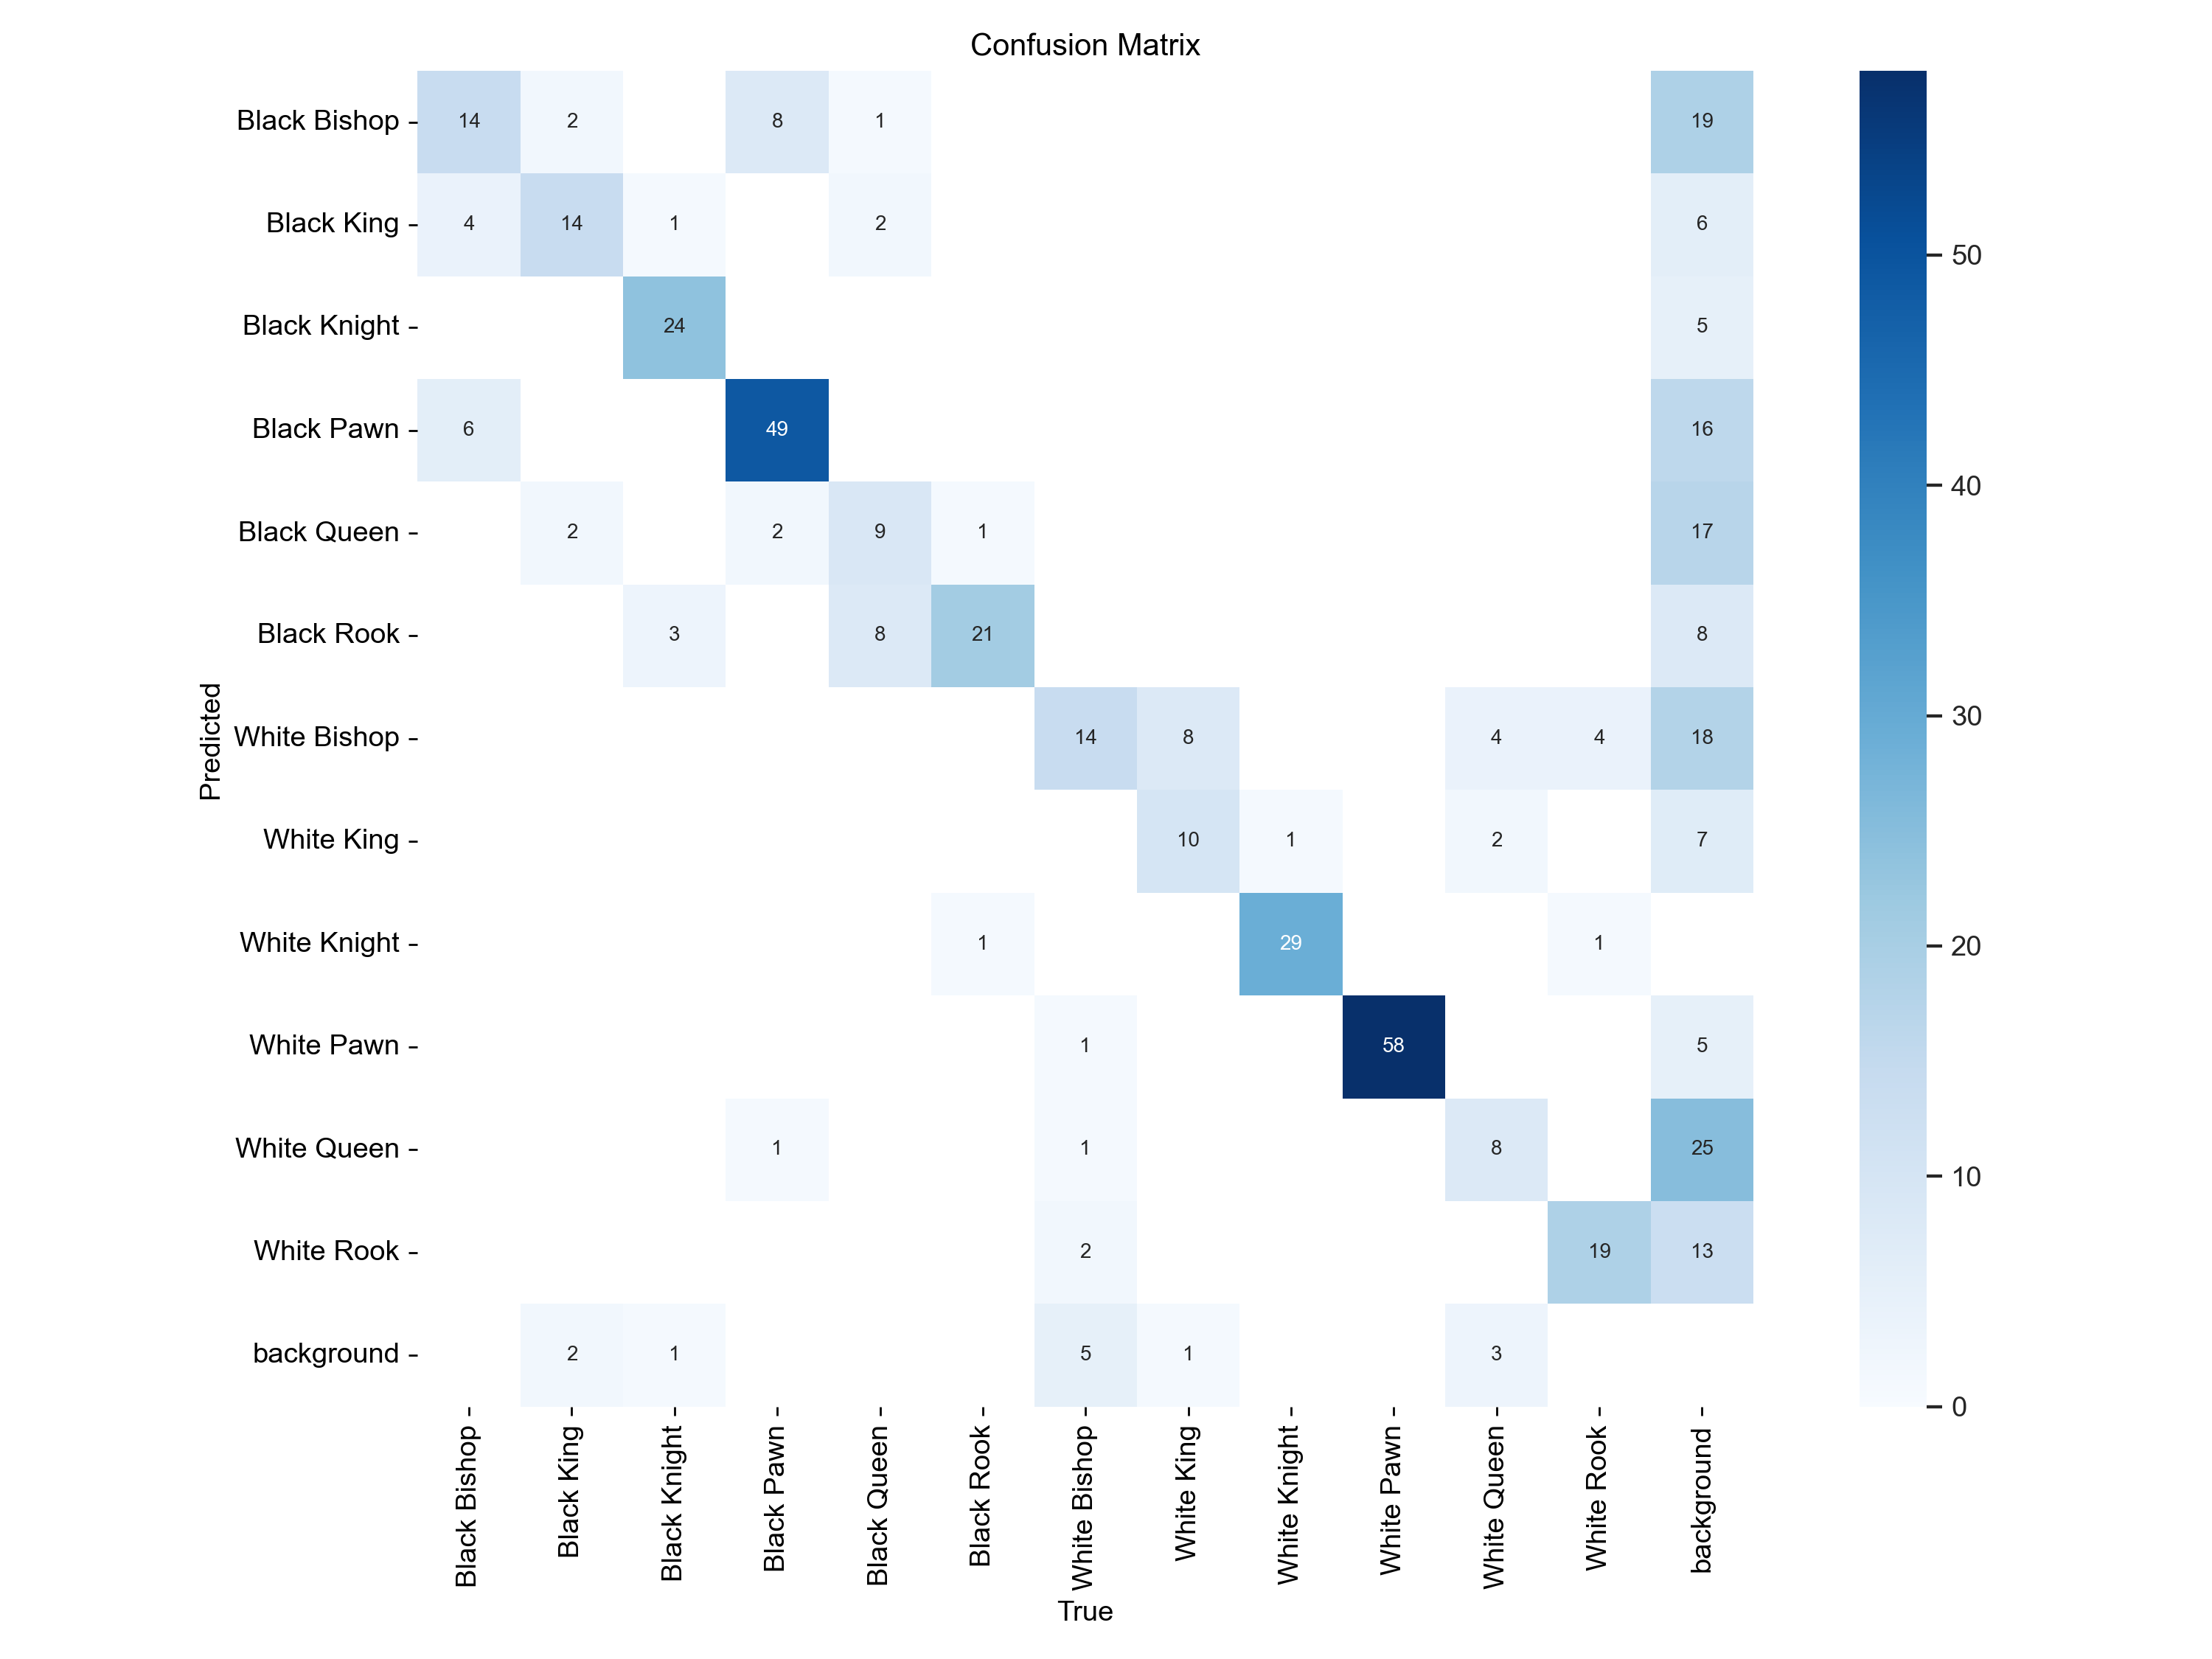 Confusion Matrix
Black Bishop 14 2 8 1 19
Black King 4 14 1 2 6
50
Black Knight 24 5
Black Pawn 6 49 16
40
Black Queen 2 2 9 1 17
Black Rook 3 8 21 8
30
Predicted
White Bishop 14 8 4 4 18
White King 10 1 2 7
White Knight 1 29 1
20
White Pawn 1 58 5
White Queen 1 1 8 25
10
White Rook 2 19 13
background 2 1 5 1 3
0
Black Bishop
Black King
Black Knight
Black Pawn
Black Queen
Black Rook
White Bishop
White King
White Knight
White Pawn
White Queen
White Rook
background
True